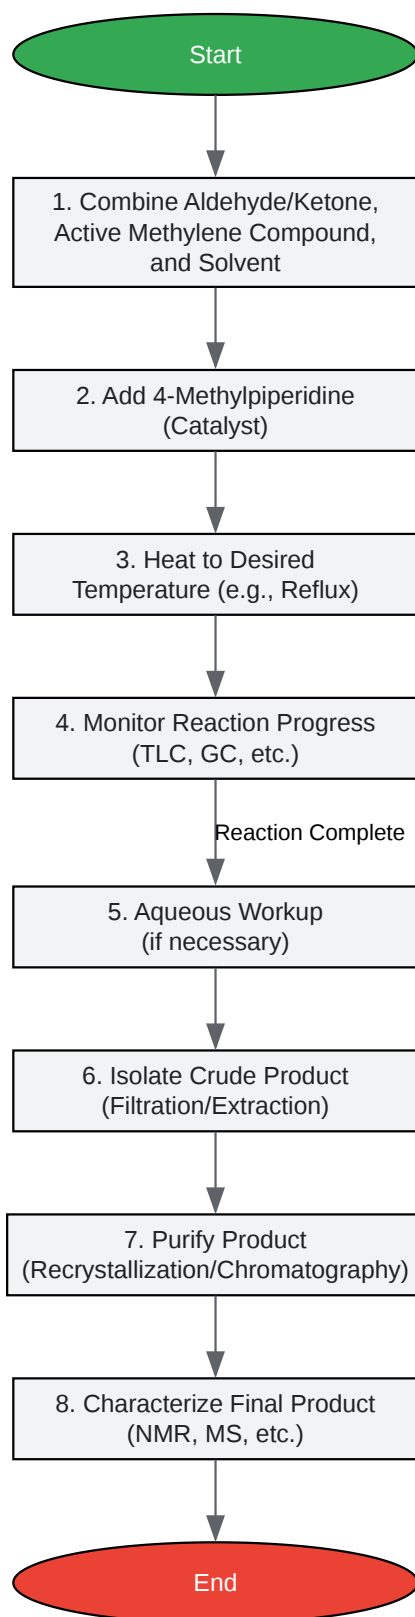 Start
1. Combine Aldehyde/Ketone,
Active Methylene Compound,
and Solvent
2. Add 4-Methylpiperidine
(Catalyst)
3. Heat to Desired
Temperature (e.g., Reflux)
4. Monitor Reaction Progress
(TLC, GC, etc.)
Reaction Complete
5. Aqueous Workup
(if necessary)
6. Isolate Crude Product
(Filtration/Extraction)
7. Purify Product
(Recrystallization/Chromatography)
8. Characterize Final Product
(NMR, MS, etc.)
End